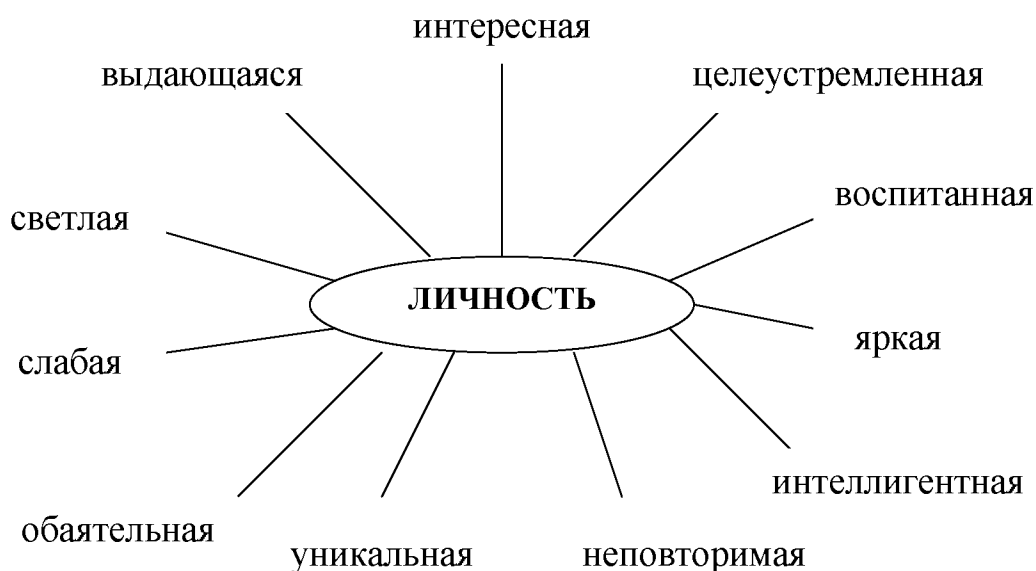 интересная
выдающаяся
целеустремленная
воспитанная
светлая
ЛИЧНОСТЬ
яркая
слабая
интеллигентная
обаятельная
уникальная
неповторимая